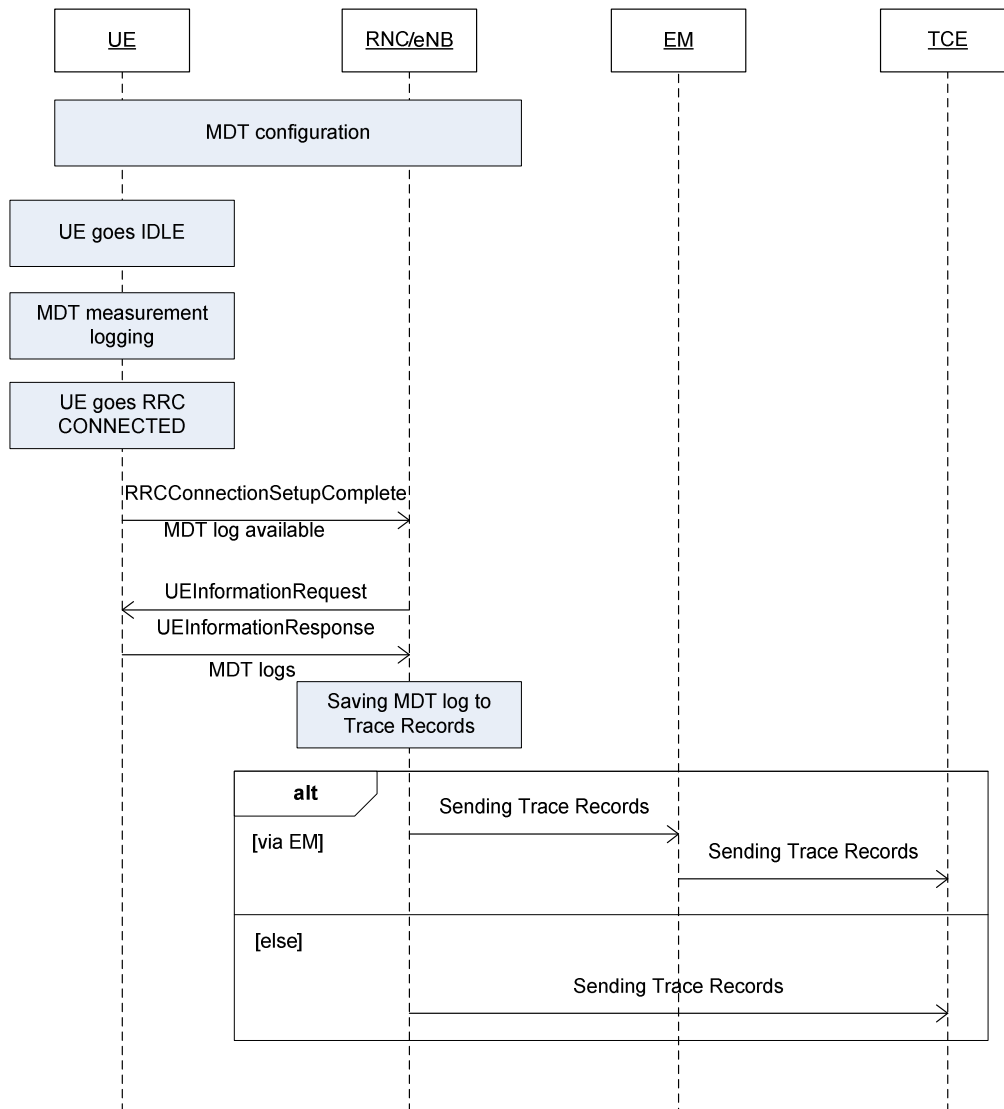 UE
RNC/eNB
EM
TCE
MDT configuration
UE goes IDLE
MDT measurement
logging
UE goes RRC
CONNECTED
RRCConnectionSetupComplete
MDT log available
UEInformationRequest
UEInformationResponse
MDT logs
Saving MDT log to
Trace Records
alt
Sending Trace Records
[via EM]
Sending Trace Records
[else]
Sending Trace Records